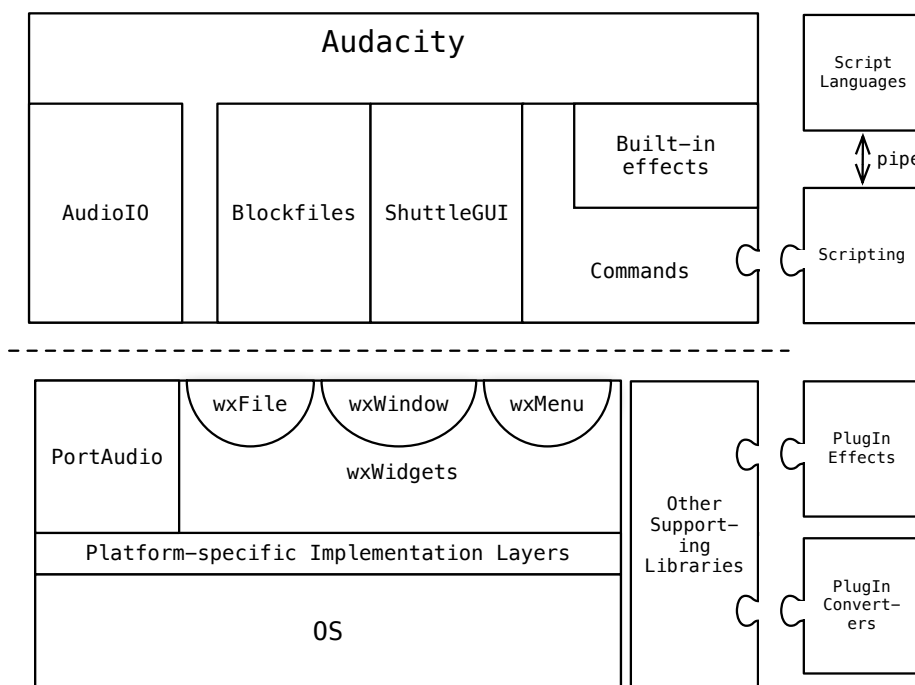 Audacity
Script
Languages
pipe
Built-in
effects
AudioIO
Blockfiles
ShuttleGUI
Commands
Scripting
wxFile
wxWindow
wxMenu
PortAudio
wxWidgets
PlugIn
Effects
Other
Support-
ing
Libraries
Platform-specific Implementation Layers
OS
PlugIn
Convert-
ers